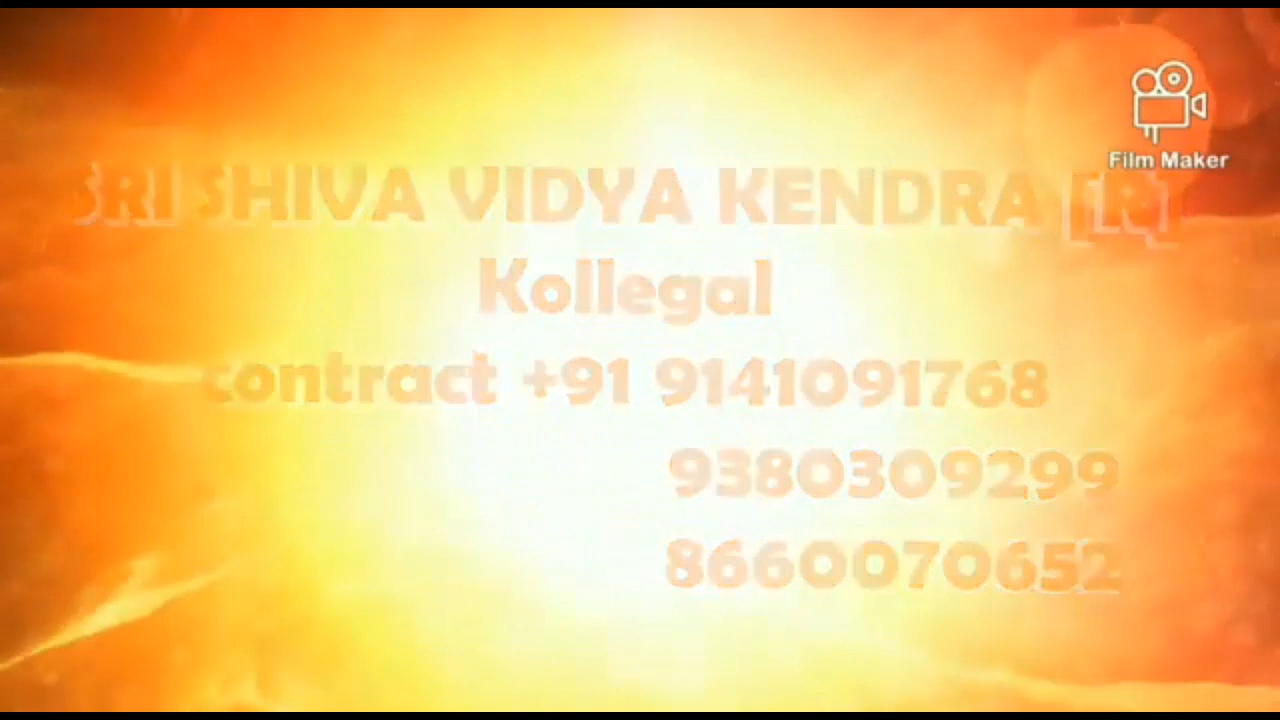 Film Maker
SRI SHIVA VIDYA KENDRA [R]
Kollegal
contract +91 9141091768
9380309299
8660070652